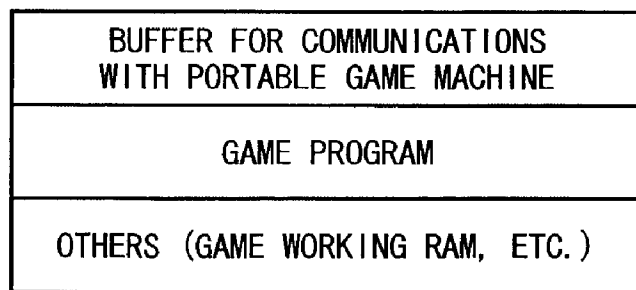 BUFFER FOR COMMUNICATIONS
WITH PORTABLE GAME MACHINE
GAME PROGRAM
OTHERS (GAME WORKING RAM, ETC.)